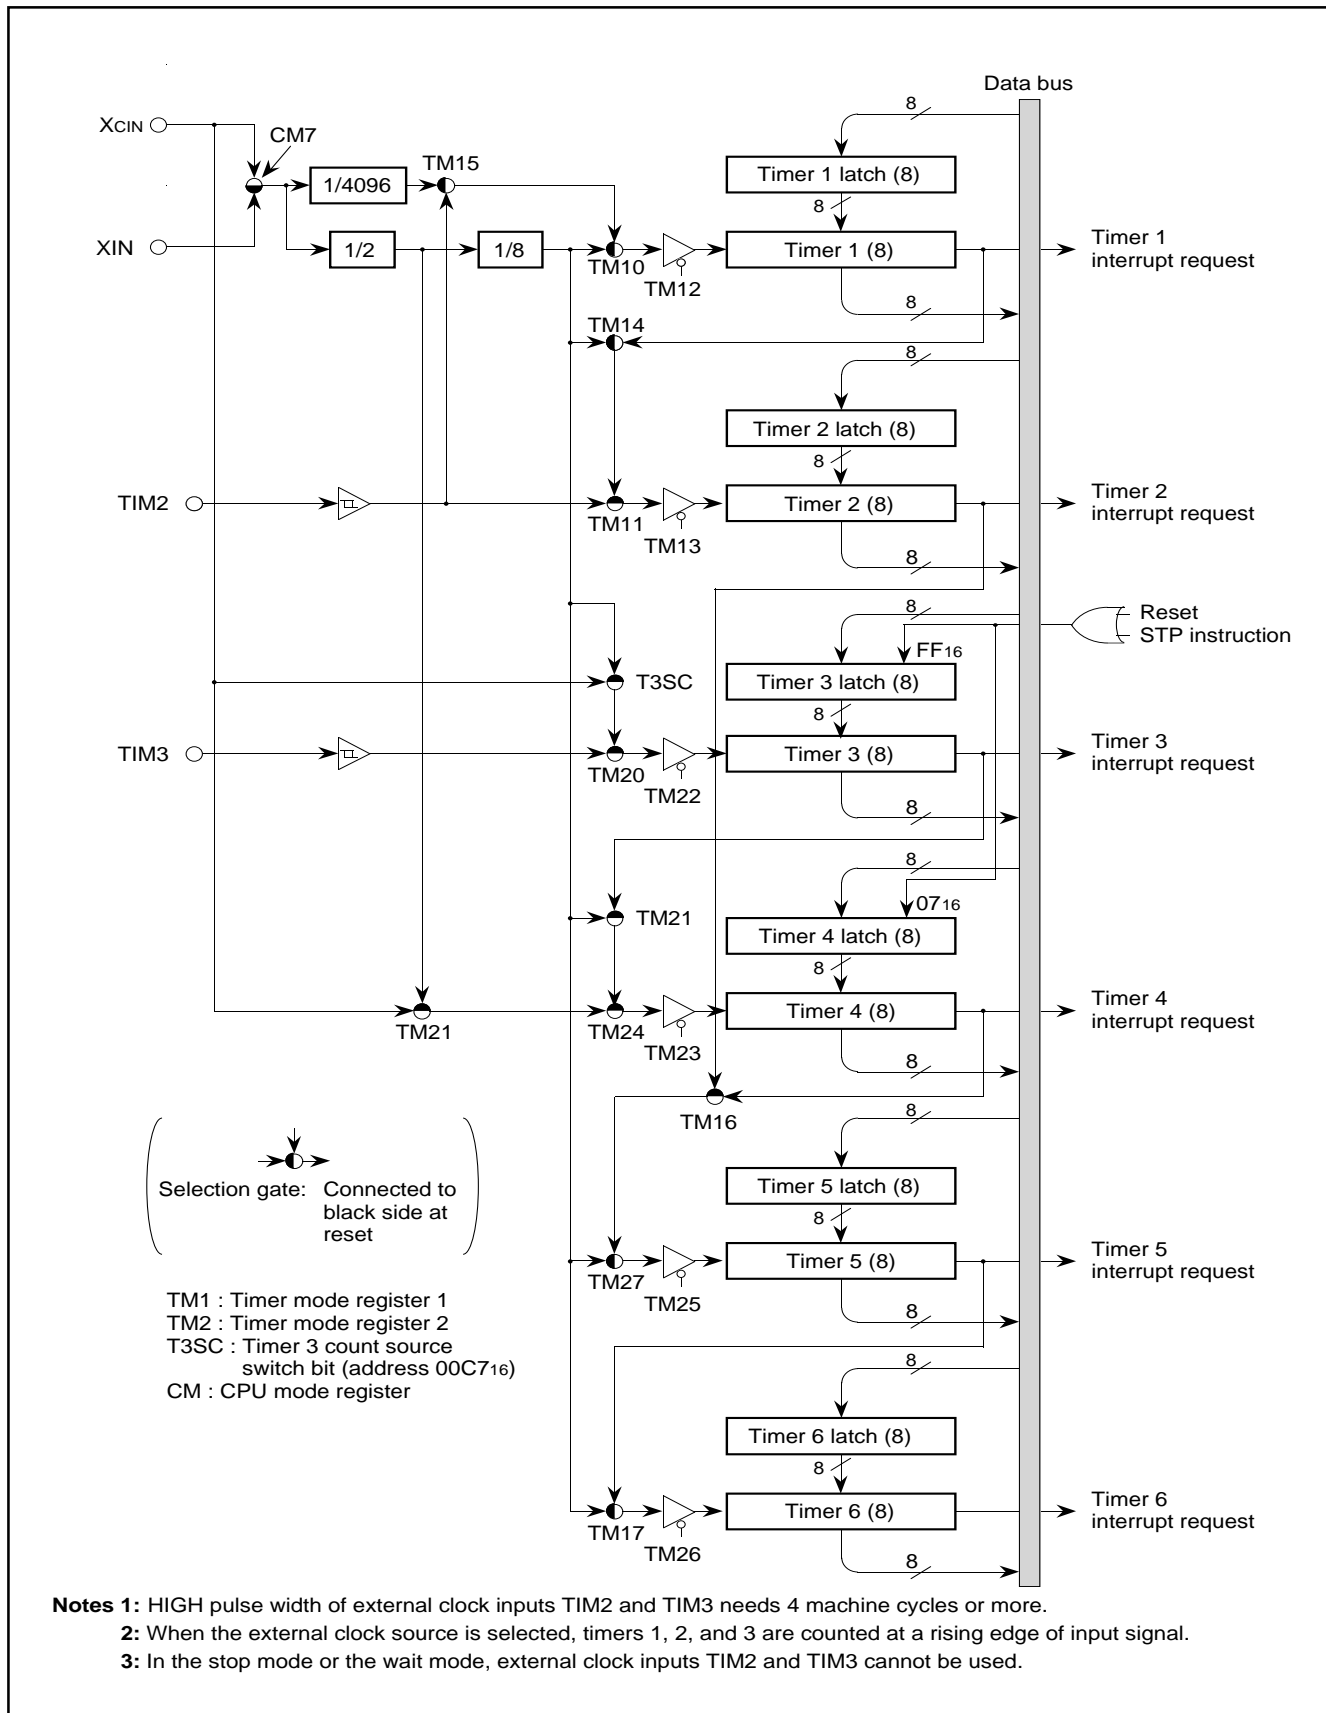 Data bus
8
XCIN
CM7
TM15
1/4096
Timer 1 latch (8)
8
XIN
1/2
1/8
TM10
TM12
Timer 1 (8)
Timer 1
interrupt request
8
TM14
8
Timer 2 latch (8)
8
TIM2
TM11
TM13
Timer 2 (8)
Timer 2
interrupt request
8
8
Reset
STP instruction
FF16
T3SC
Timer 3 latch (8)
8
TIM3
TM20
TM22
Timer 3 (8)
Timer 3
interrupt request
8
8
0716
TM21
Timer 4 latch (8)
8
TM21
TM24
TM23
Timer 4 (8)
Timer 4
interrupt request
8
TM16
8
Selection gate: Connected to
black side at
reset
Timer 5 latch (8)
8
TM27
TM25
Timer 5 (8)
Timer 5
interrupt request
8
TM1 : Timer mode register 1
TM2 : Timer mode register 2
T3SC : Timer 3 count source
switch bit (address 00C716)
CM : CPU mode register
8
Timer 6 latch (8)
8
TM17
TM26
Timer 6 (8)
Timer 6
interrupt request
8
Notes 1: HIGH pulse width of external clock inputs TIM2 and TIM3 needs 4 machine cycles or more.
2: When the external clock source is selected, timers 1, 2, and 3 are counted at a rising edge of input signal.
3: In the stop mode or the wait mode, external clock inputs TIM2 and TIM3 cannot be used.